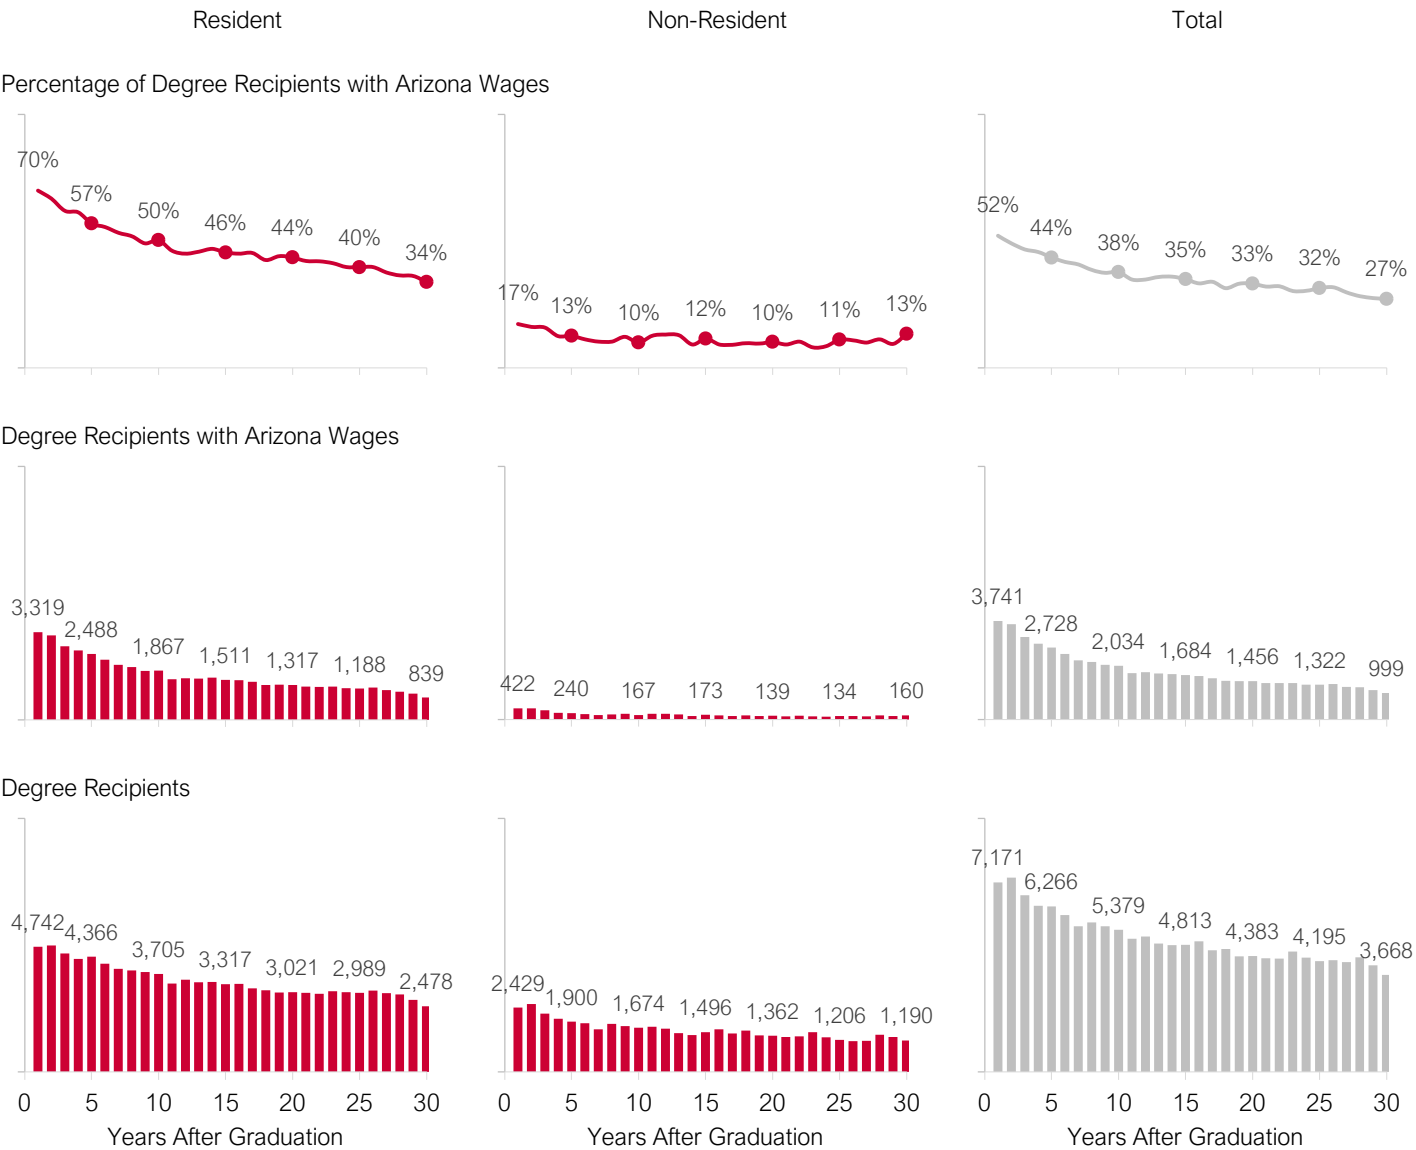 Resident Non-Resident Total
Percentage of Degree Recipients with Arizona Wages
70% 57% 50% 46% 44% 40% 34%
17% 13% 10% 12% 10% 11% 13%
52% 44% 38% 35% 33% 32% 27%
Degree Recipients with Arizona Wages
3,319 2,488 1,867 1,511 1,317 1,188 839
422 240 167 173 139 134 160
3,741 2,728 2,034 1,684 1,456 1,322 999
Degree Recipients
4,742 4,366 3,705 3,317 3,021 2,989 2,478
2,429 1,900 1,674 1,496 1,362 1,206 1,190
7,171 6,266 5,379 4,813 4,383 4,195 3,668
0 5 10 15 20 25 30 0 5 10 15 20 25 30 0 5 10 15 20 25 30
Years After Graduation Years After Graduation Years After Graduation